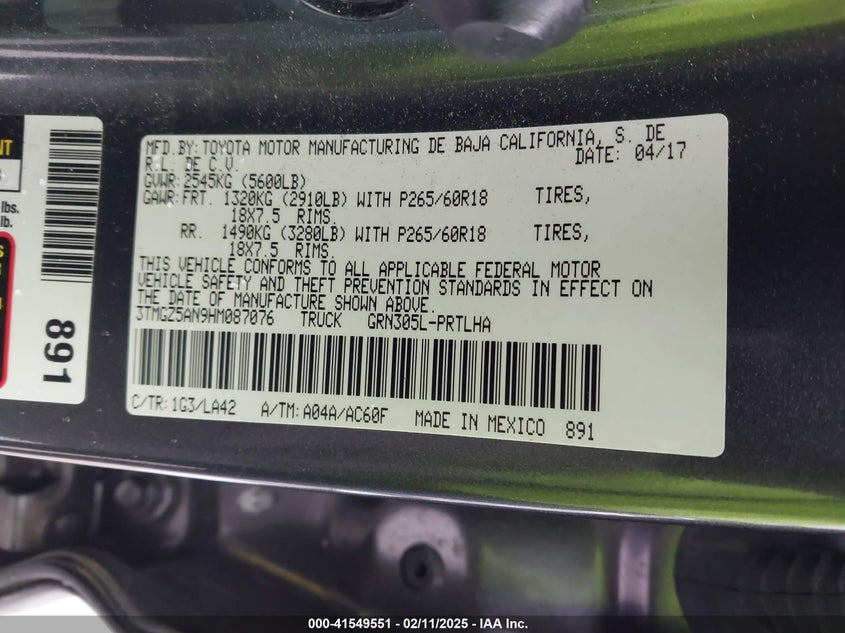 NT
lbs.
lb.
S
891
MFD.BY:TOYOTA MOTOR MANUFACTURING DE BAJA CALIFORNIA, S. DE
R.L. DE C.V. DATE: 04/17
GVWR:2545KG (5600LB)
GAWR:FRT. 1320KG (2910LB) WITH P265/60R18 TIRES,
18X7.5 RIMS.
RR. 1490KG (3280LB) WITH P265/60R18 TIRES,
18X7.5 RIMS.
THIS VEHICLE CONFORMS TO ALL APPLICABLE FEDERAL MOTOR
VEHICLE SAFETY AND THEFT PREVENTION STANDARDS IN EFFECT ON
THE DATE OF MANUFACTURE SHOWN ABOVE.
3TMGZ5AN9HM087076 TRUCK GRN305L-PRTLHA
C/TR:1G3/LA42 A/TM:A04A/AC60F MADE IN MEXICO 891
000-41549551 - 02/11/2025 - IAA Inc.